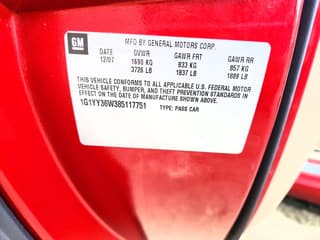 GM
MFD BY GENERAL MOTORS CORP.
DATE GVWR GAWR FRT GAWR RR
12/07 1690 KG 833 KG 857 KG
3726 LB 1837 LB 1889 LB
THIS VEHICLE CONFORMS TO ALL APPLICABLE U.S. FEDERAL MOTOR
VEHICLE SAFETY, BUMPER, AND THEFT PREVENTION STANDARDS IN
EFFECT ON THE DATE OF MANUFACTURE SHOWN ABOVE.
1G1YY36W385117751 TYPE: PASS CAR